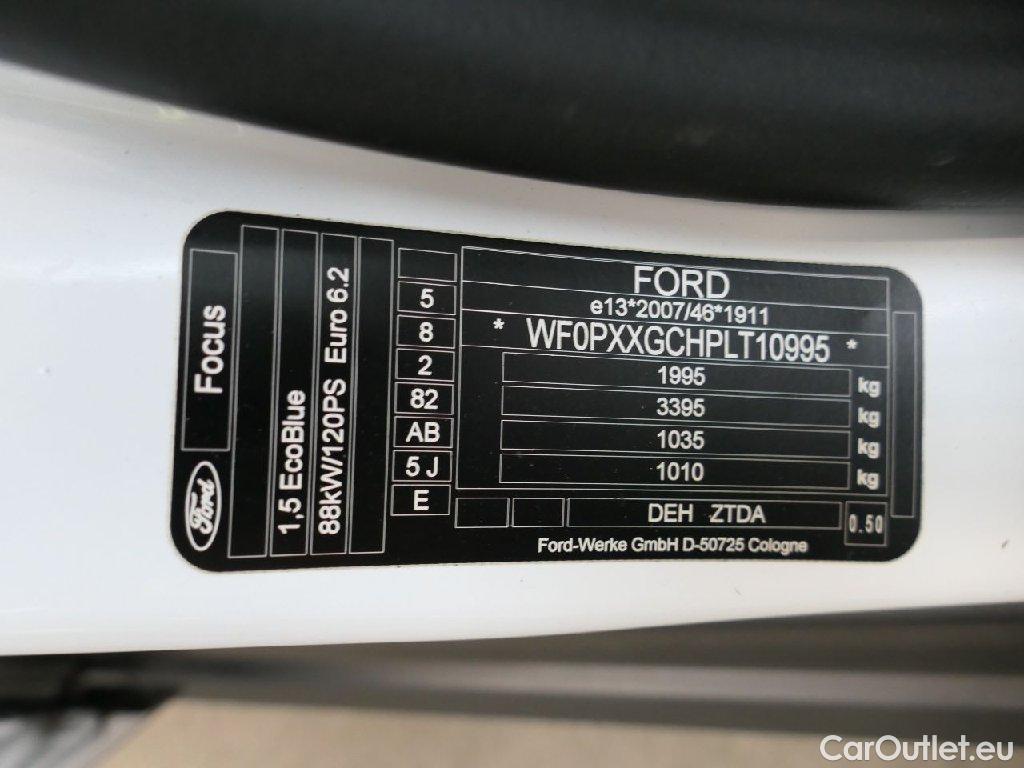 FORD
e13*2007/46*1911
* WF0PXXGCHPLT10995 *
1995 kg
3395 kg
1035 kg
1010 kg
DEH ZTDA
0.50
Ford-Werke GmbH D-50725 Cologne
5
8
2
82
AB
5 J
E
Focus
1,5 EcoBlue
88kW/120PS Euro 6.2
Ford
CarOutlet.eu